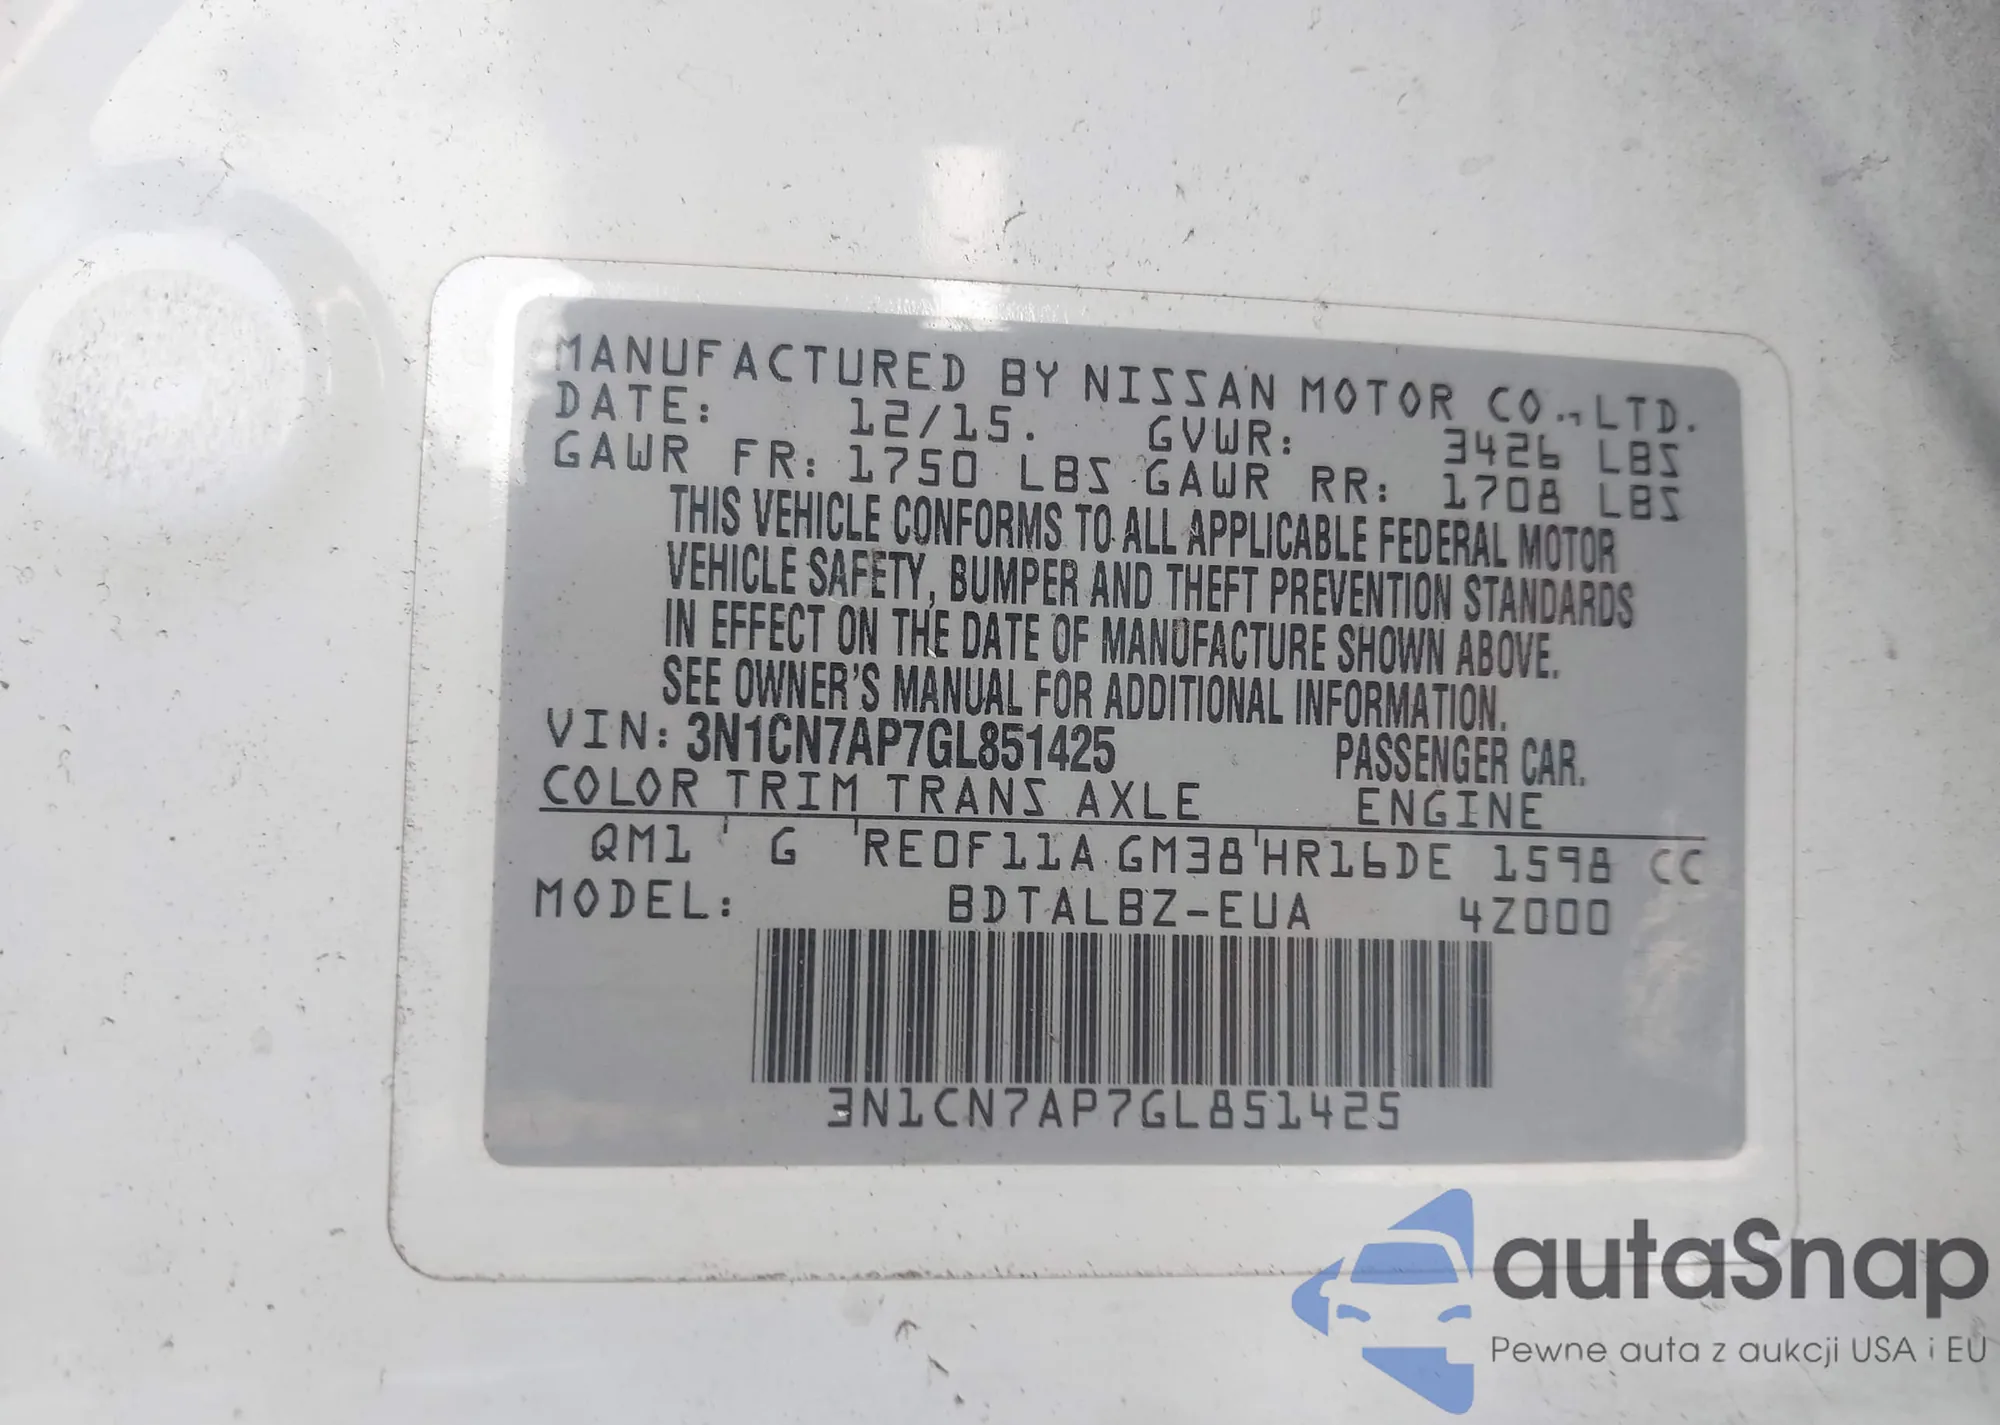 MANUFACTURED BY NISSAN MOTOR CO.,LTD.
DATE: 12/15. GVWR: 3426 LBS
GAWR FR: 1750 LBS GAWR RR: 1708 LBS
THIS VEHICLE CONFORMS TO ALL APPLICABLE FEDERAL MOTOR
VEHICLE SAFETY, BUMPER AND THEFT PREVENTION STANDARDS
IN EFFECT ON THE DATE OF MANUFACTURE SHOWN ABOVE.
SEE OWNER'S MANUAL FOR ADDITIONAL INFORMATION.
VIN: 3N1CN7AP7GL851425 PASSENGER CAR.
COLOR TRIM TRANS AXLE ENGINE
QM1 G RE0F11A GM38 HR16DE 1598 CC
MODEL: BDTALBZ-EUA 4Z000
3N1CN7AP7GL851425
autaSnap
Pewne auta z aukcji USA i EU